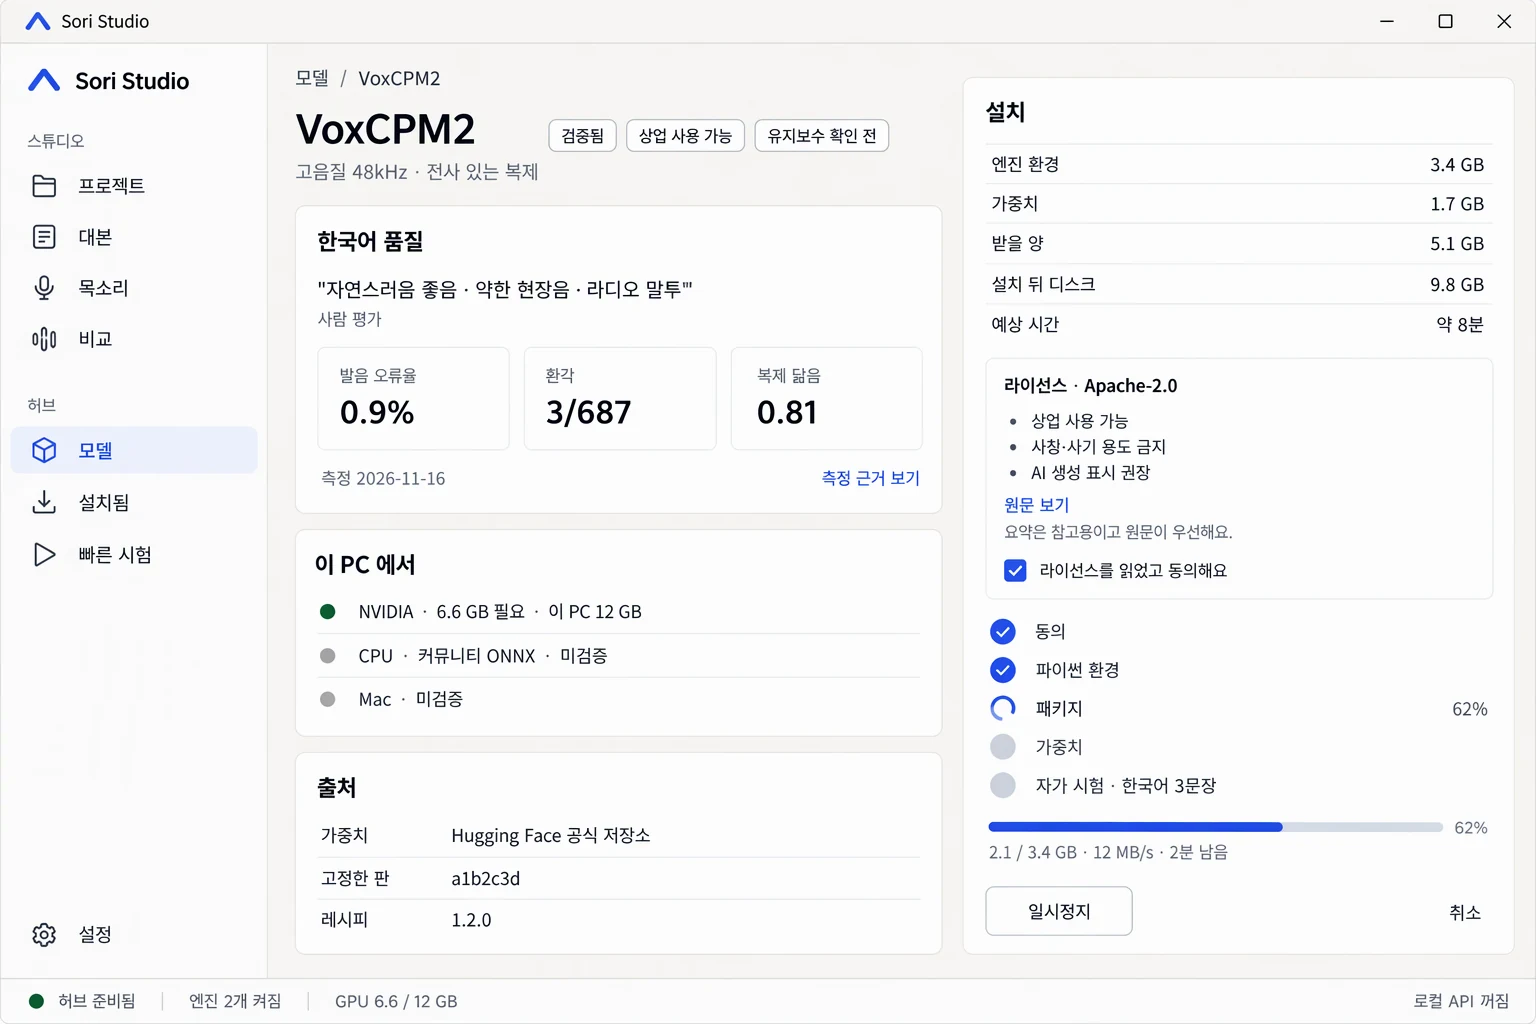 Sori Studio
Sori Studio
스튜디오
프로젝트
대본
목소리
비교
허브
모델
설치됨
빠른 시험
설정
모델 / VoxCPM2
VoxCPM2
검증됨
상업 사용 가능
유지보수 확인 전
고음질 48kHz · 전사 있는 복제
한국어 품질
"자연스러움 좋음 · 약한 현장음 · 라디오 말투'"
사람 평가
발음 오류율
0.9%
환각
3/687
복제 닮음
0.81
측정 2026-11-16
측정 근거 보기
이 PC 에서
NVIDIA · 6.6 GB 필요 · 이 PC 12 GB
CPU · 커뮤니티 ONNX · 미검증
Mac · 미검증
출처
가중치 Hugging Face 공식 저장소
고정한 판 a1b2c3d
레시피 1.2.0
설치
엔진 환경 3.4 GB
가중치 1.7 GB
받을 양 5.1 GB
설치 뒤 디스크 9.8 GB
예상 시간 약 8분
라이선스 · Apache-2.0
• 상업 사용 가능
• 사칭·사기 용도 금지
• AI 생성 표시 권장
원문 보기
요약은 참고용이고 원문이 우선해요.
라이선스를 읽었고 동의해요
동의
파이썬 환경
패키지 62%
가중치
자가 시험 · 한국어 3문장
62%
2.1 / 3.4 GB · 12 MB/s · 2분 남음
일시정지
취소
허브 준비됨
엔진 2개 켜짐
GPU 6.6 / 12 GB
로컬 API 꺼짐